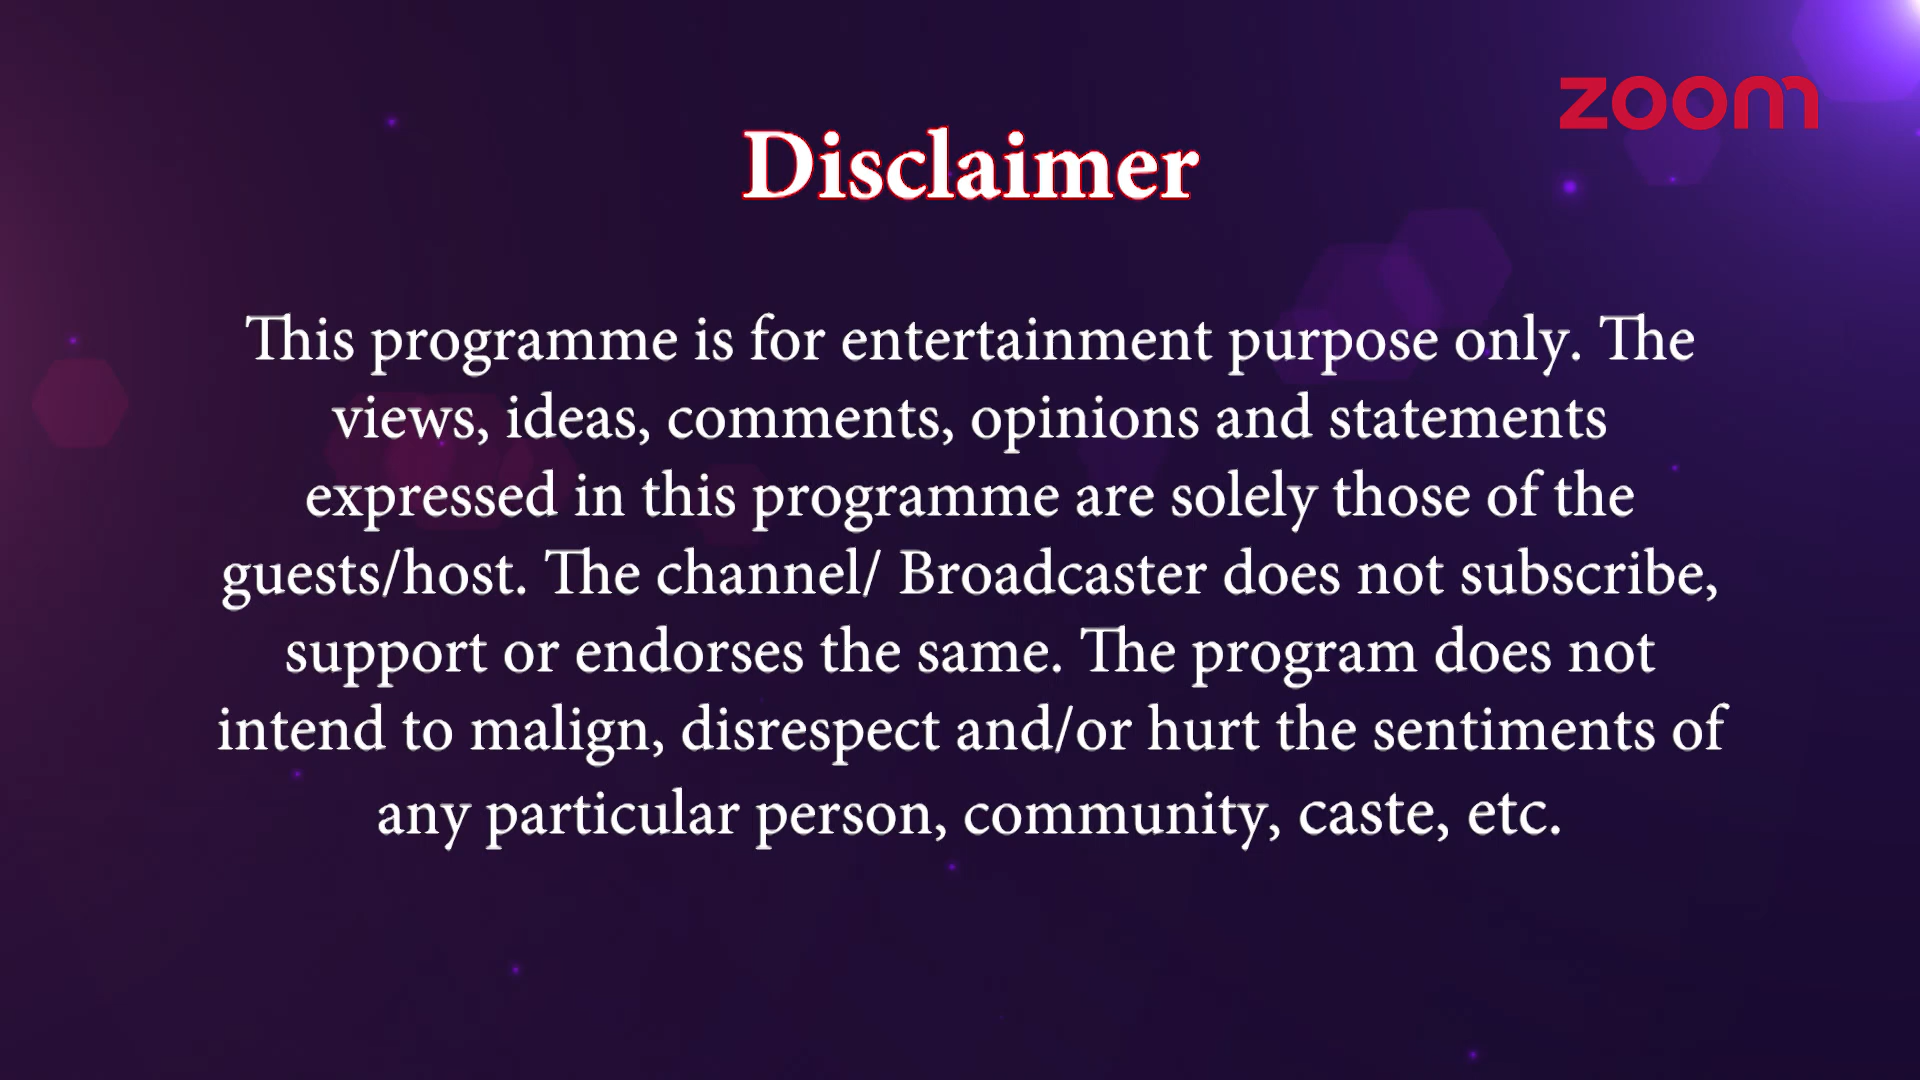 zoom
Disclaimer
This programme is for entertainment purpose only. The
views, ideas, comments, opinions and statements
expressed in this programme are solely those of the
guests/host. The channel/ Broadcaster does not subscribe,
support or endorses the same. The program does not
intend to malign, disrespect and/or hurt the sentiments of
any particular person, community, caste, etc.